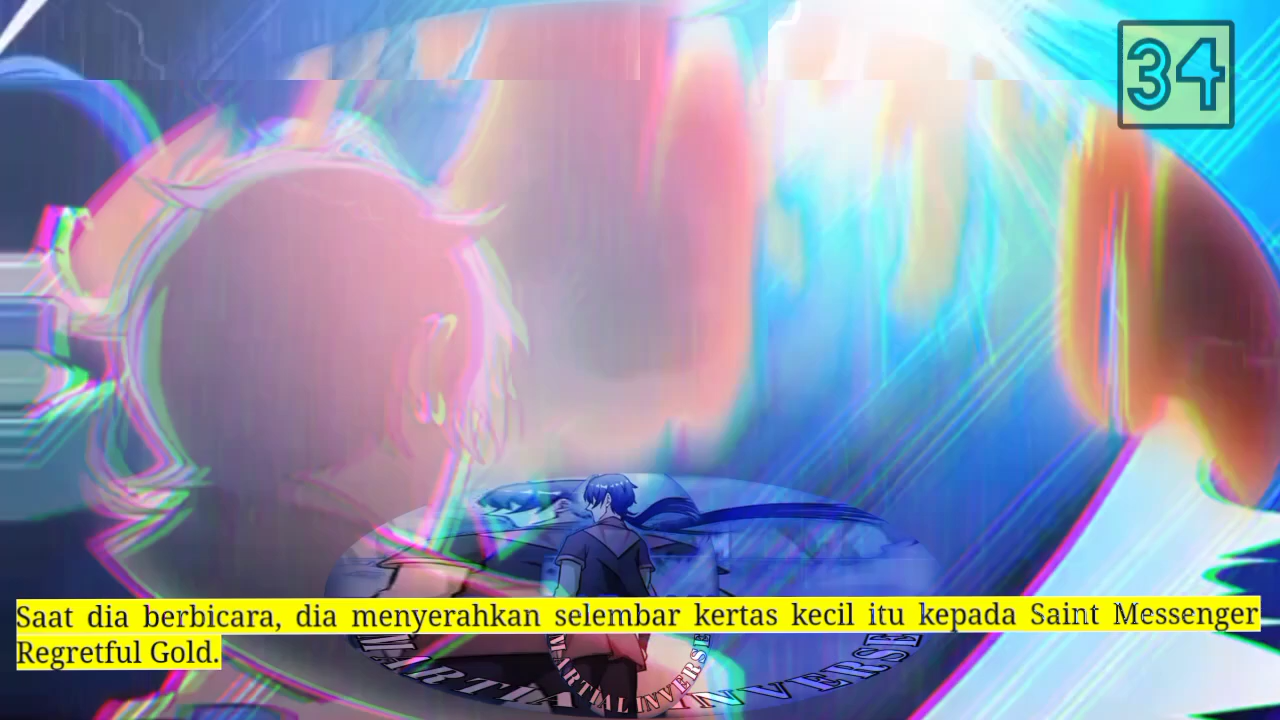 34
Saat dia berbicara, dia menyerahkan selembar kertas kecil itu kepada Saint Messenger
Regretful Gold.
MARTIAL INVERSE
MARTIAL INVERSE